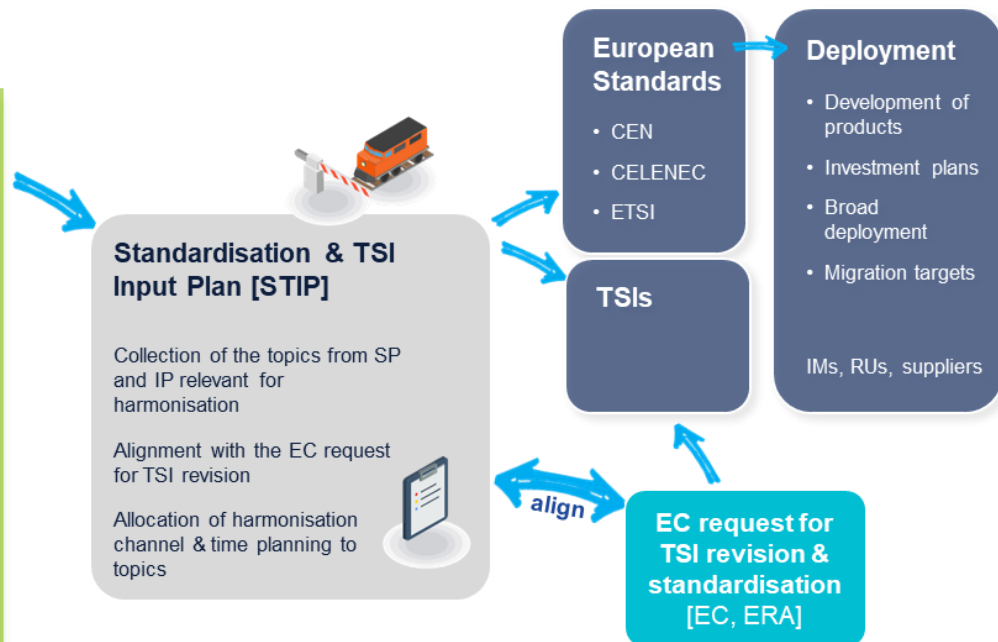 Standardisation & TSI
Input Plan [STIP]
Collection of the topics from SP
and IP relevant for
harmonisation
Alignment with the EC request
for TSI revision
Allocation of harmonisation
channel & time planning to
topics
European
Standards
• CEN
• CELENEC
• ETSI
TSIs
Deployment
• Development of
products
• Investment plans
• Broad
deployment
• Migration targets
IMs, RUs, suppliers
align
EC request for
TSI revision &
standardisation
[EC, ERA]